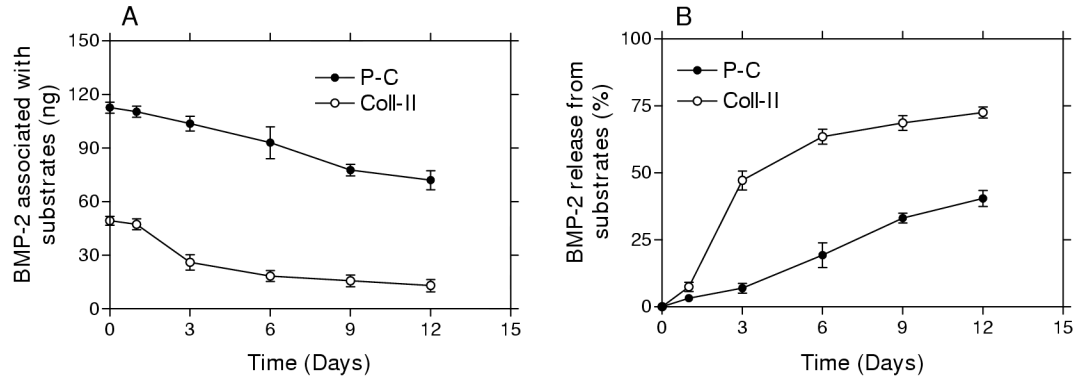 A
BMP-2 associated with
substrates (ng)
150
120
90
60
30
0
P-C
Coll-II
0 3 6 9 12 15
Time (Days)
B
BMP-2 release from
substrates (%)
100
75
50
25
0
P-C
Coll-II
0 3 6 9 12 15
Time (Days)